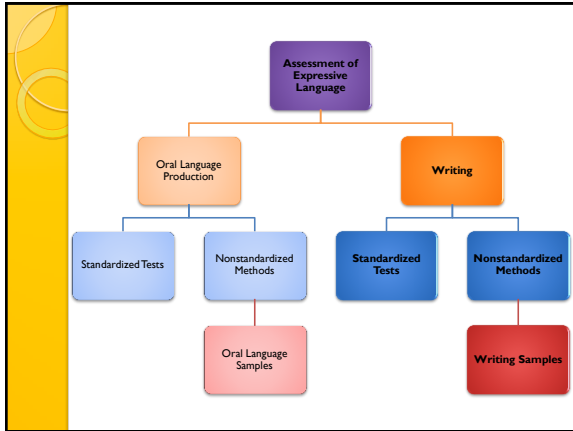 Assessment of
Expressive
Language
Oral Language
Production
Writing
Standardized Tests
Nonstandardized
Methods
Standardized
Tests
Nonstandardized
Methods
Oral Language
Samples
Writing Samples